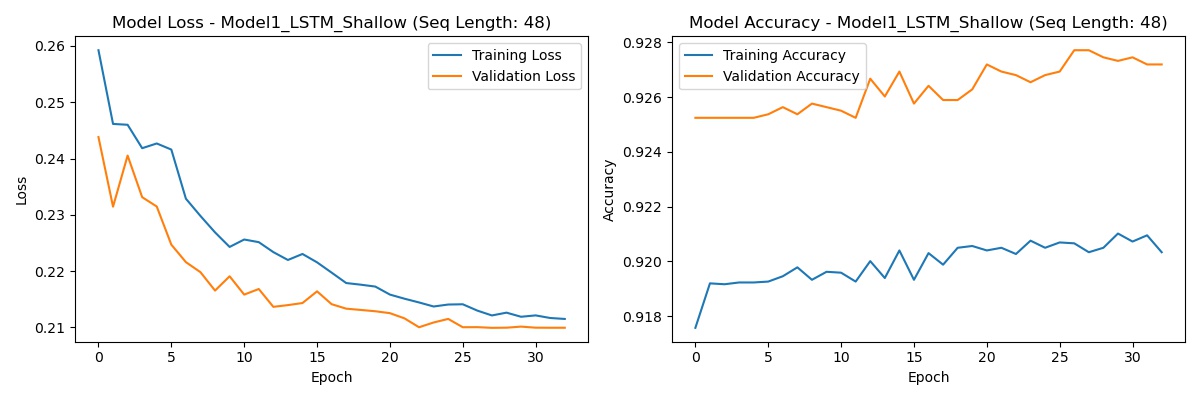 Model Loss - Model1_LSTM_Shallow (Seq Length: 48)
Training Loss
Validation Loss
0.26
0.25
0.24
0.23
0.22
0.21
Loss
0 5 10 15 20 25 30
Epoch
Model Accuracy - Model1_LSTM_Shallow (Seq Length: 48)
Training Accuracy
Validation Accuracy
0.928
0.926
0.924
0.922
0.920
0.918
Accuracy
0 5 10 15 20 25 30
Epoch